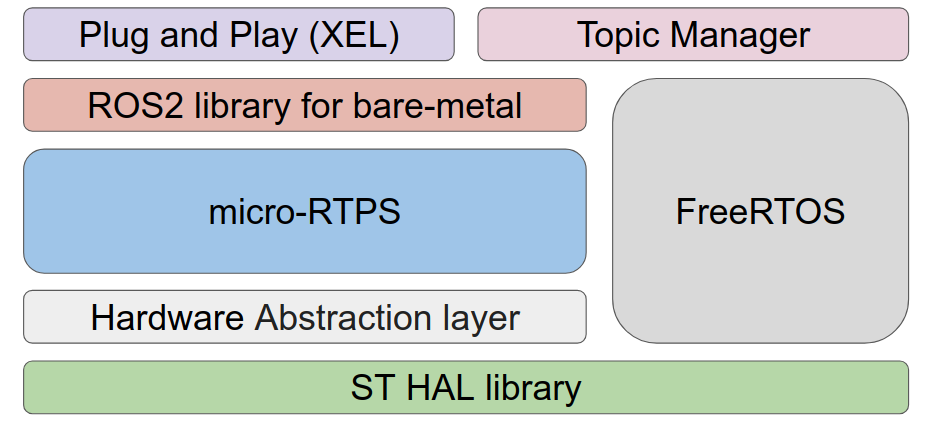 Plug and Play (XEL)
Topic Manager
ROS2 library for bare-metal
micro-RTPS
FreeRTOS
Hardware Abstraction layer
ST HAL library